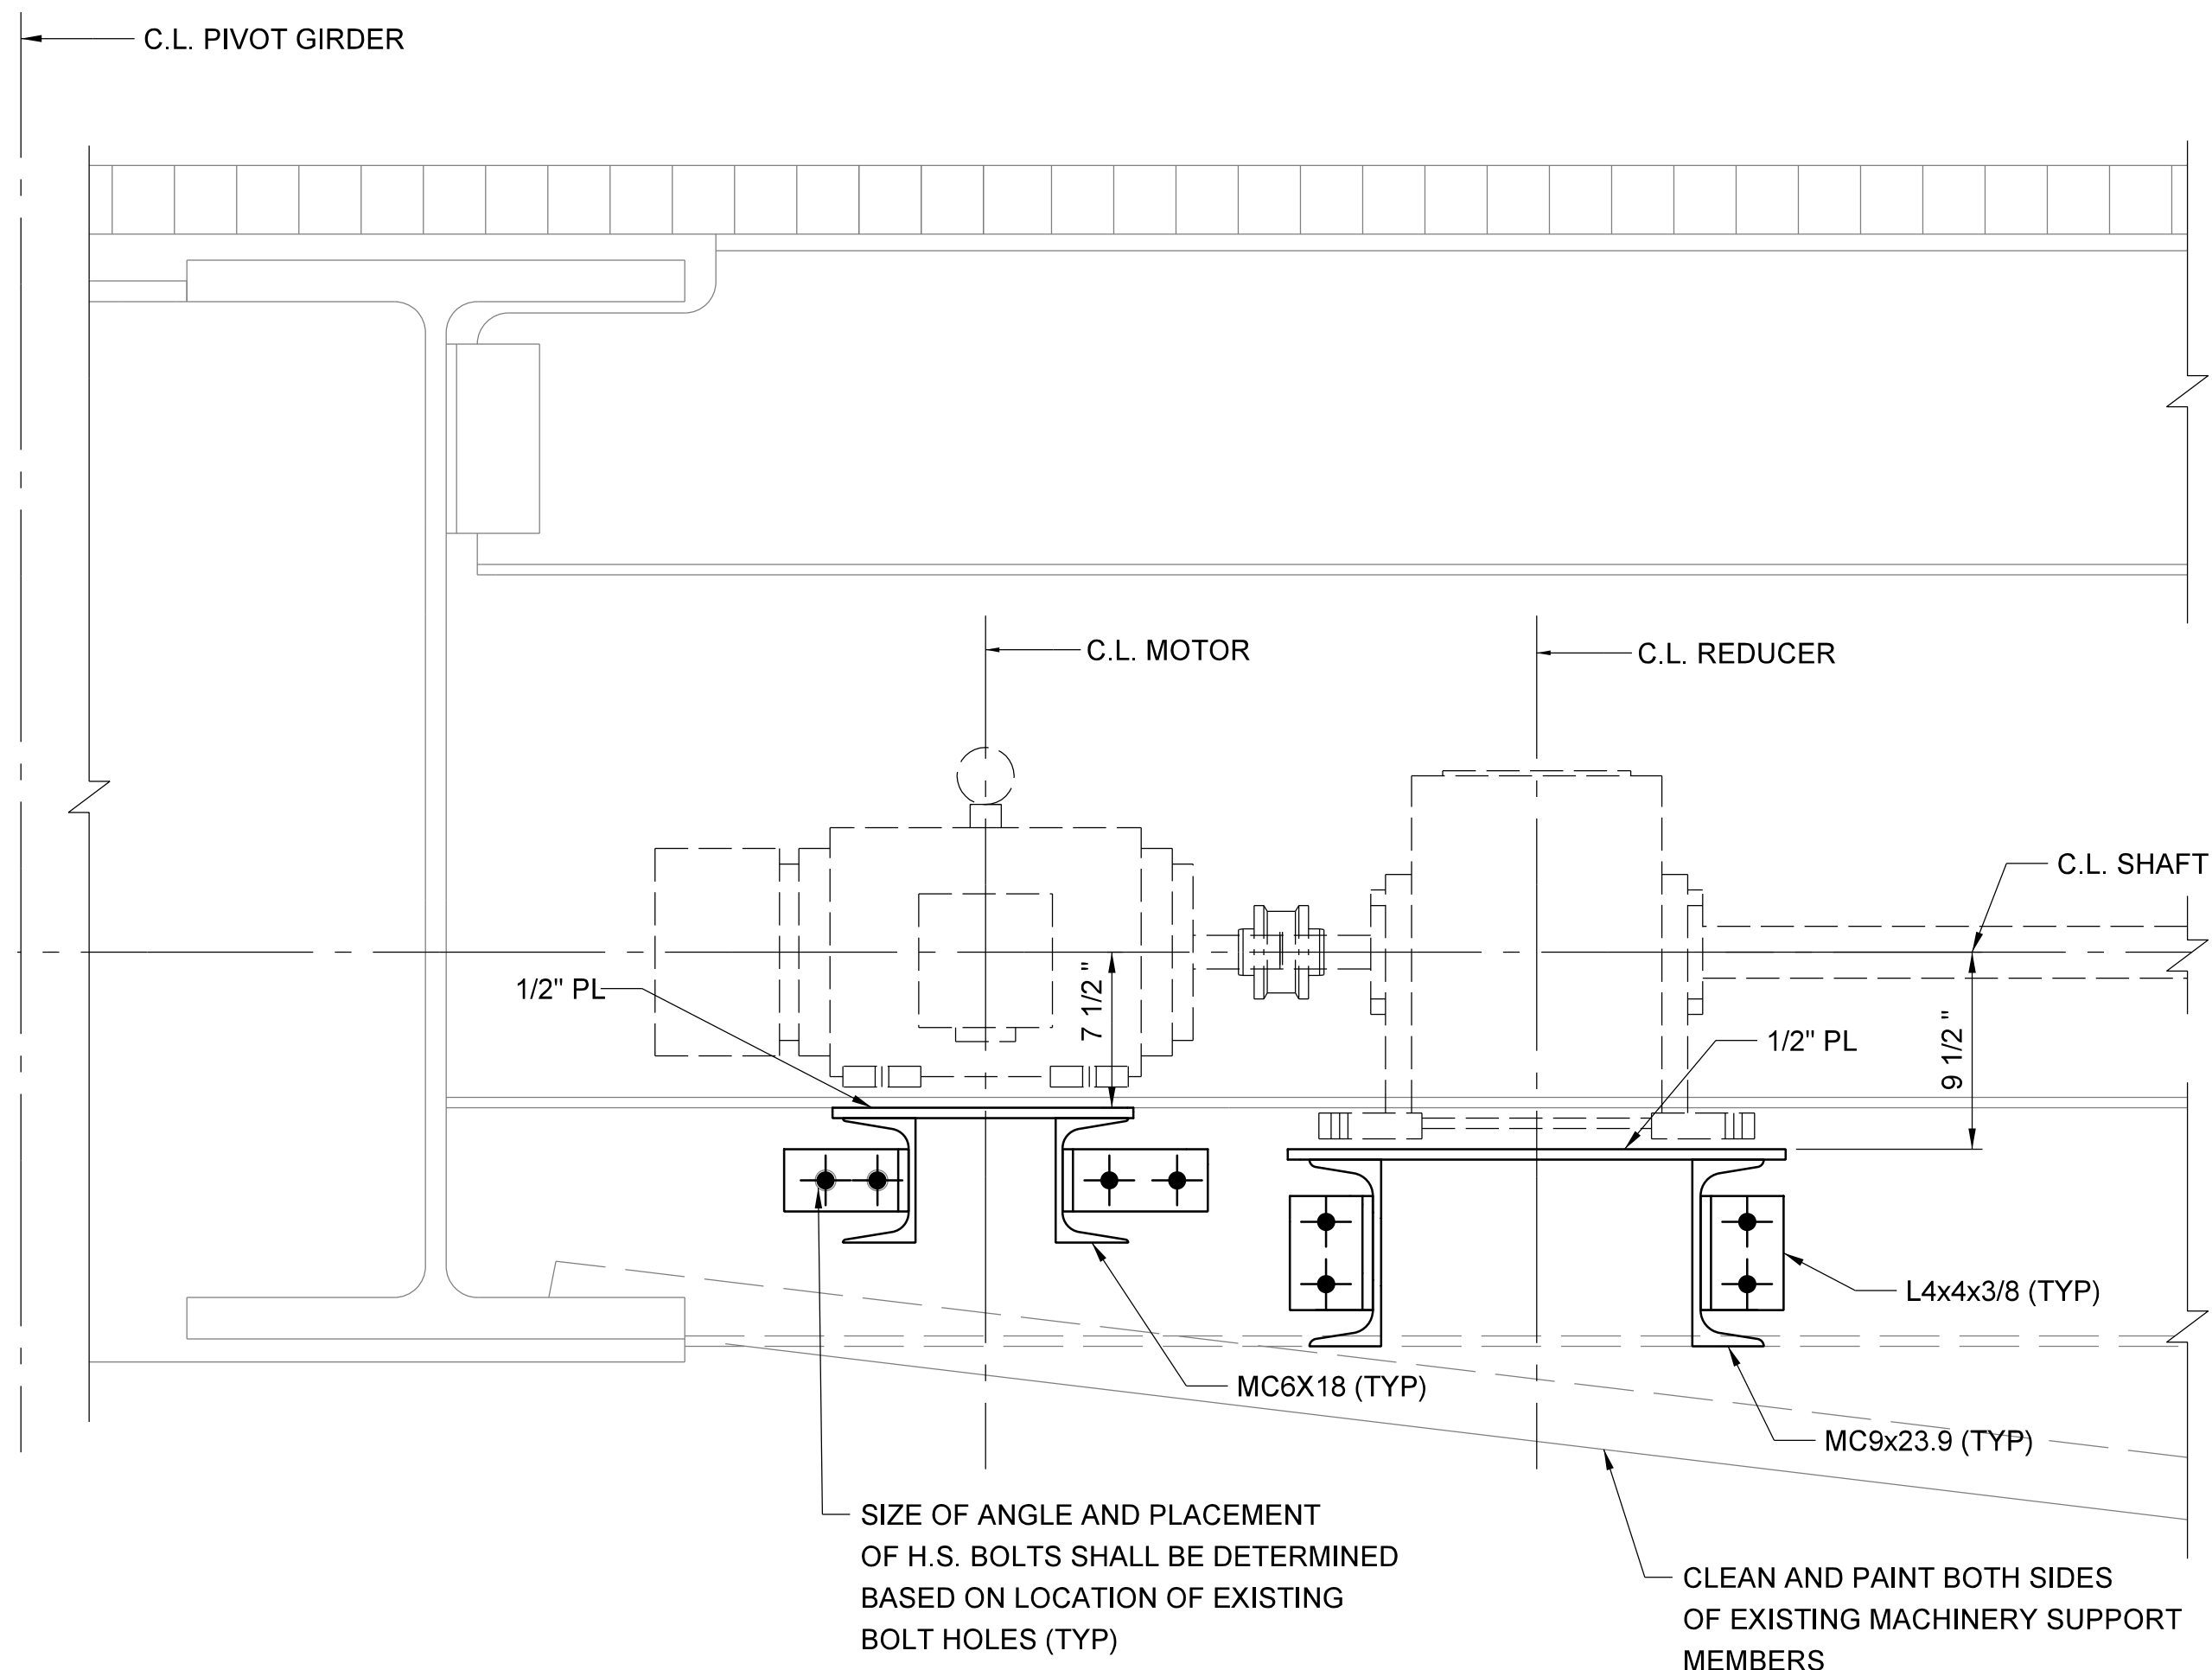 C.L. PIVOT GIRDER
C.L. MOTOR
C.L. REDUCER
C.L. SHAFT
1/2" PL
7 1/2 "
1/2" PL
9 1/2 "
L4x4x3/8 (TYP)
MC6X18 (TYP)
MC9x23.9 (TYP)
SIZE OF ANGLE AND PLACEMENT
OF H.S. BOLTS SHALL BE DETERMINED
BASED ON LOCATION OF EXISTING
BOLT HOLES (TYP)
CLEAN AND PAINT BOTH SIDES
OF EXISTING MACHINERY SUPPORT
MEMBERS